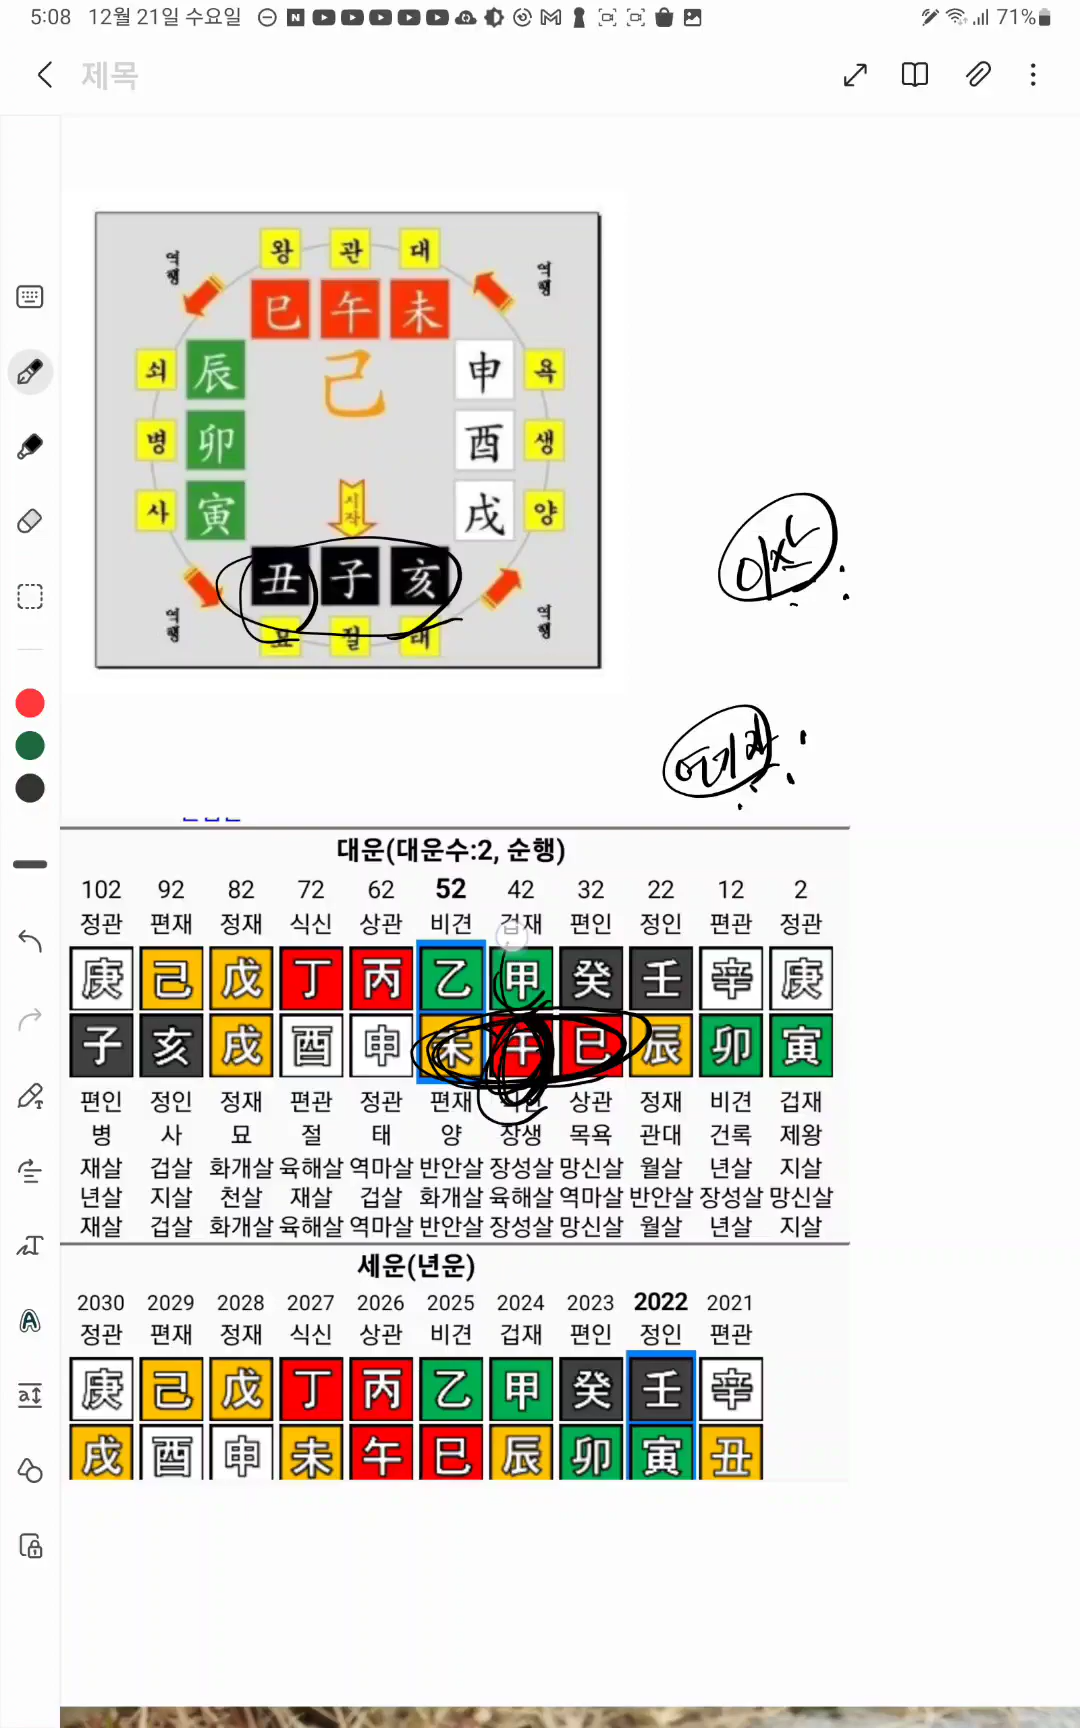 5:08 12월 21일 수요일 71%
제목
역행 왕 관 대 역행
巳 午 未
쇠 辰 己 申 욕
병 卯 酉 생
사 寅 시작 戌 양
丑 子 亥
역행 묘 절 태 역행
이사
여기가
대운(대운수:2, 순행)
102 92 82 72 62 52 42 32 22 12 2
정관 편재 정재 식신 상관 비견 겁재 편인 정인 편관 정관
庚 己 戊 丁 丙 乙 甲 癸 壬 辛 庚
子 亥 戌 酉 申 未 午 巳 辰 卯 寅
편인 정인 정재 편관 정관 편재 식신 상관 정재 비견 겁재
병 사 묘 절 태 양 장생 목욕 관대 건록 제왕
재살 겁살 화개살 육해살 역마살 반안살 장성살 망신살 월살 년살 지살
년살 지살 천살 재살 겁살 화개살 육해살 역마살 반안살 장성살 망신살
재살 겁살 화개살 육해살 역마살 반안살 장성살 망신살 월살 년살 지살
세운(년운)
2030 2029 2028 2027 2026 2025 2024 2023 2022 2021
정관 편재 정재 식신 상관 비견 겁재 편인 정인 편관
庚 己 戊 丁 丙 乙 甲 癸 壬 辛
戌 酉 申 未 午 巳 辰 卯 寅 丑